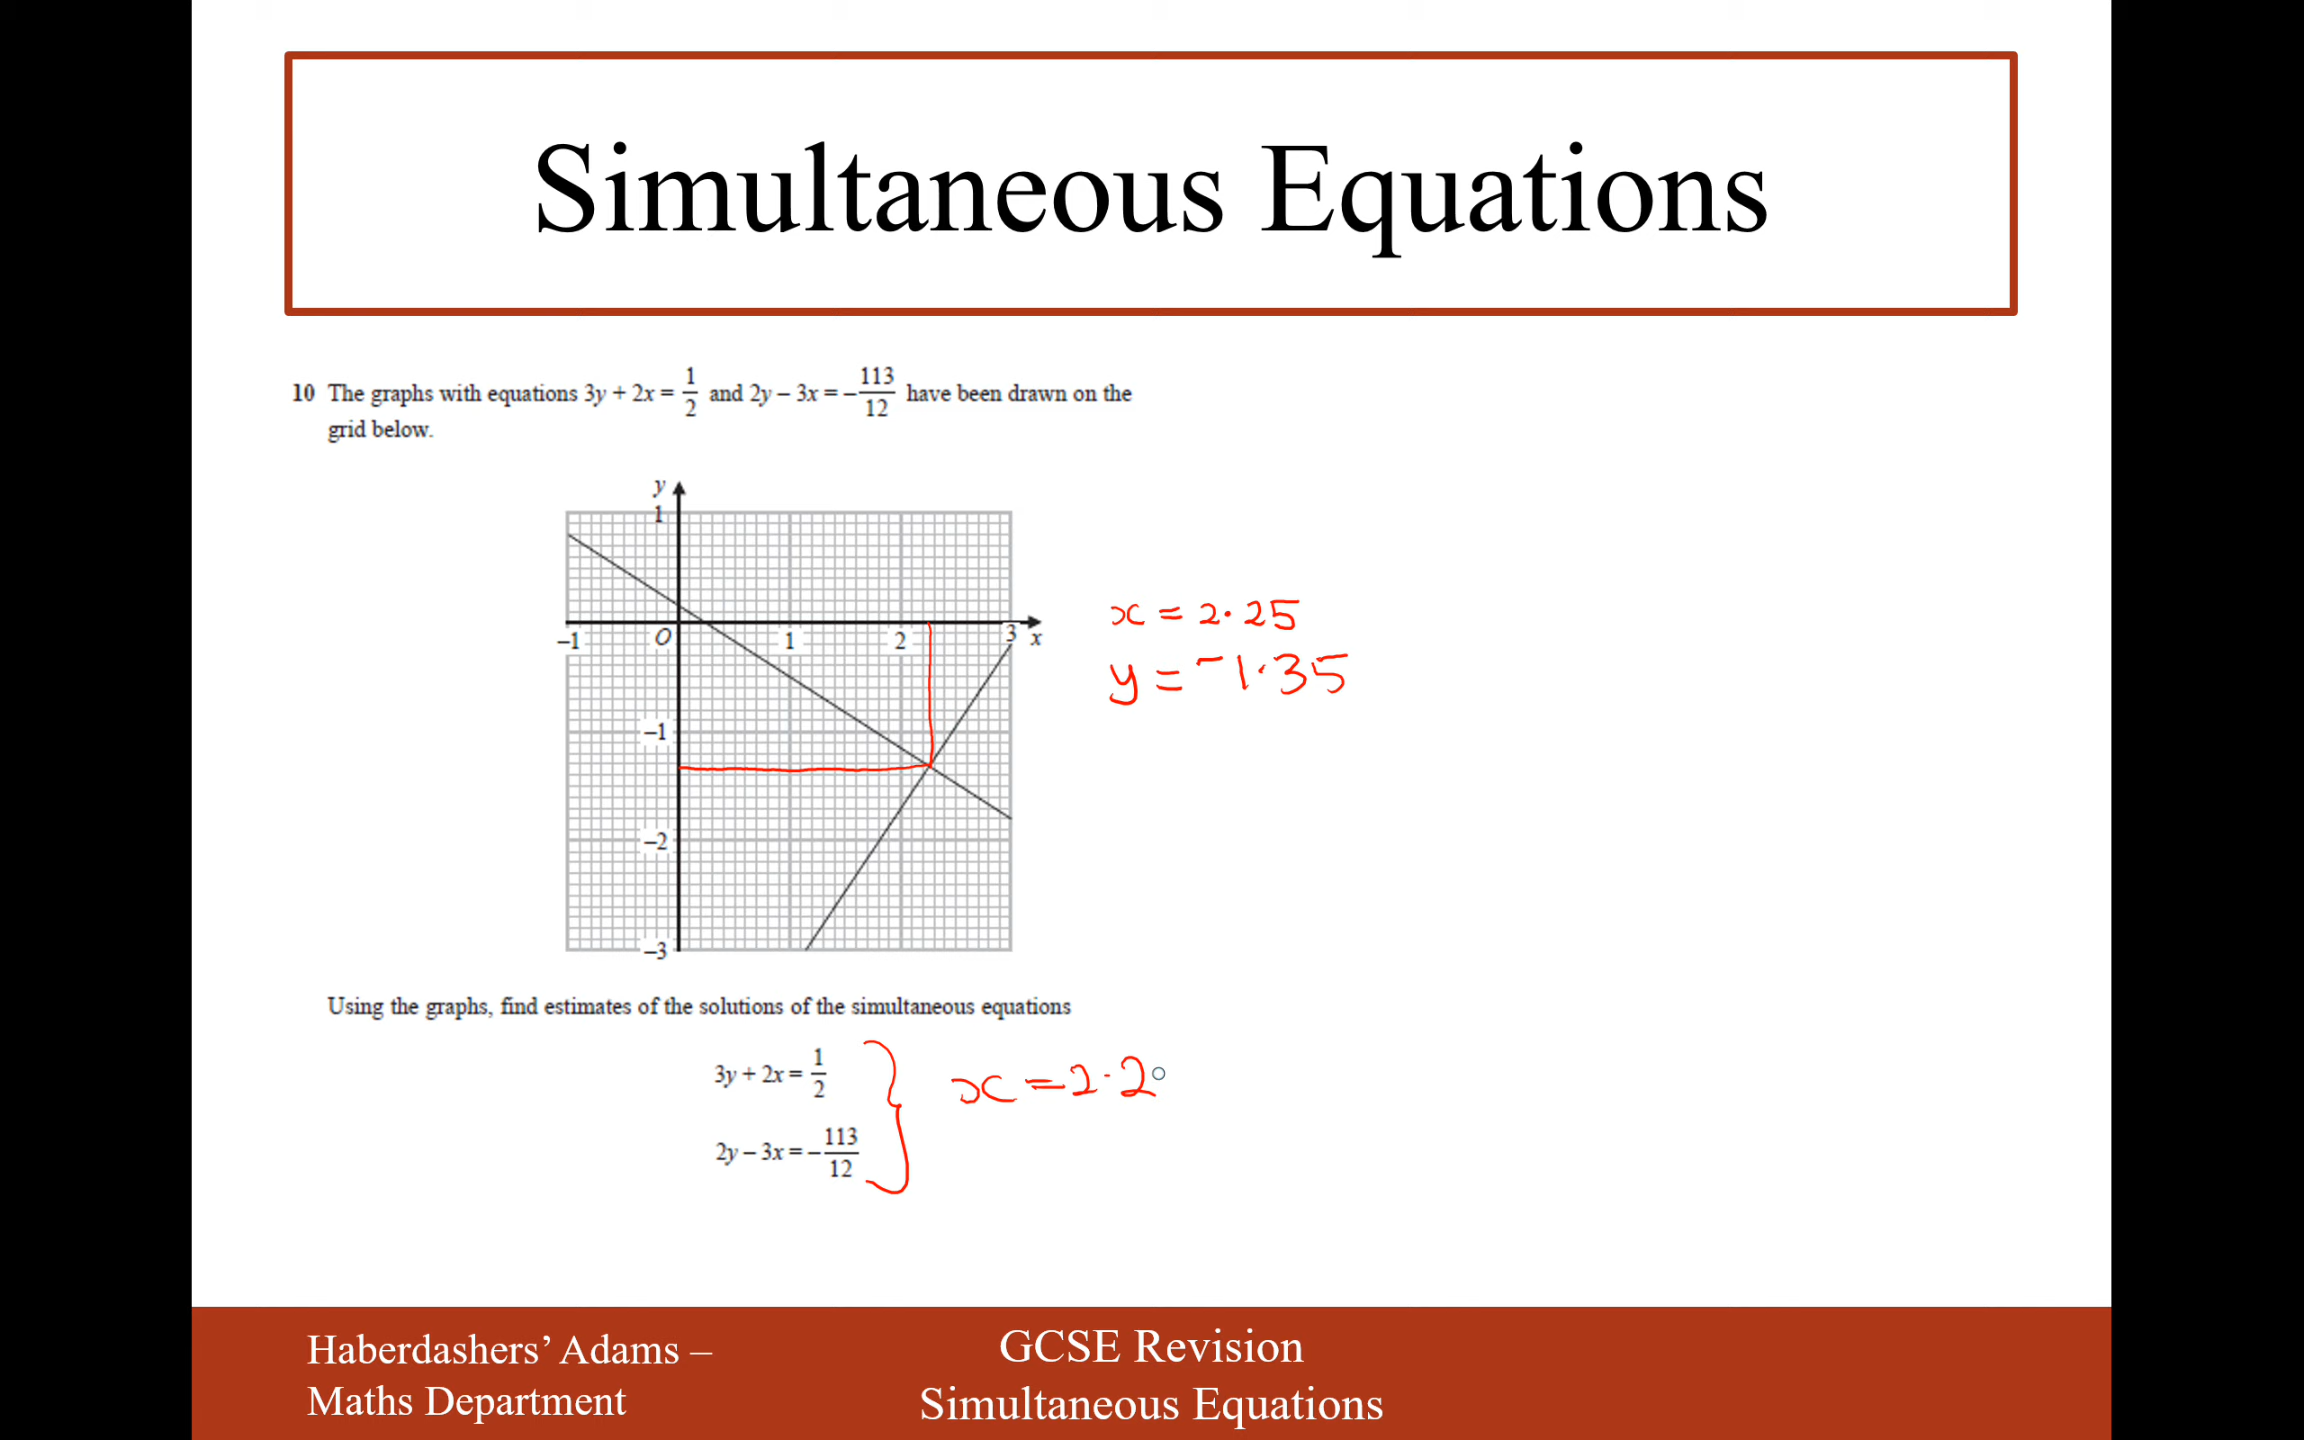 Simultaneous Equations
10 The graphs with equations 3y + 2x = 1/2 and 2y – 3x = –113/12 have been drawn on the
grid below.
y
1
–1 O 1 2 3 x
–1
–2
–3
x = 2.25
y = -1.35
Using the graphs, find estimates of the solutions of the simultaneous equations
3y + 2x = 1/2
2y – 3x = –113/12
x = 2.2
Haberdashers’ Adams –
Maths Department
GCSE Revision
Simultaneous Equations